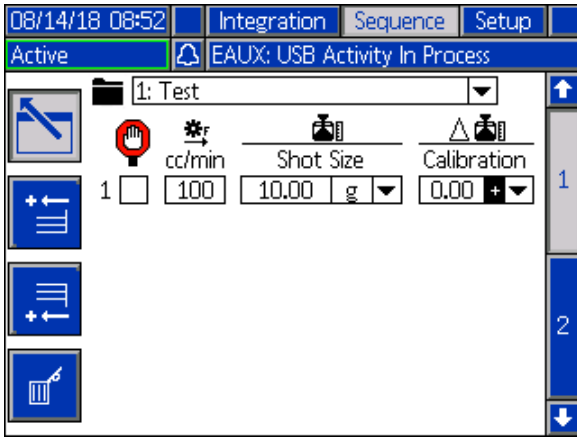 08/14/18 08:52 Integration Sequence Setup
Active EAUX: USB Activity In Process
1: Test
F
cc/min Shot Size Calibration
1 100 10.00 g 0.00 +
1
2